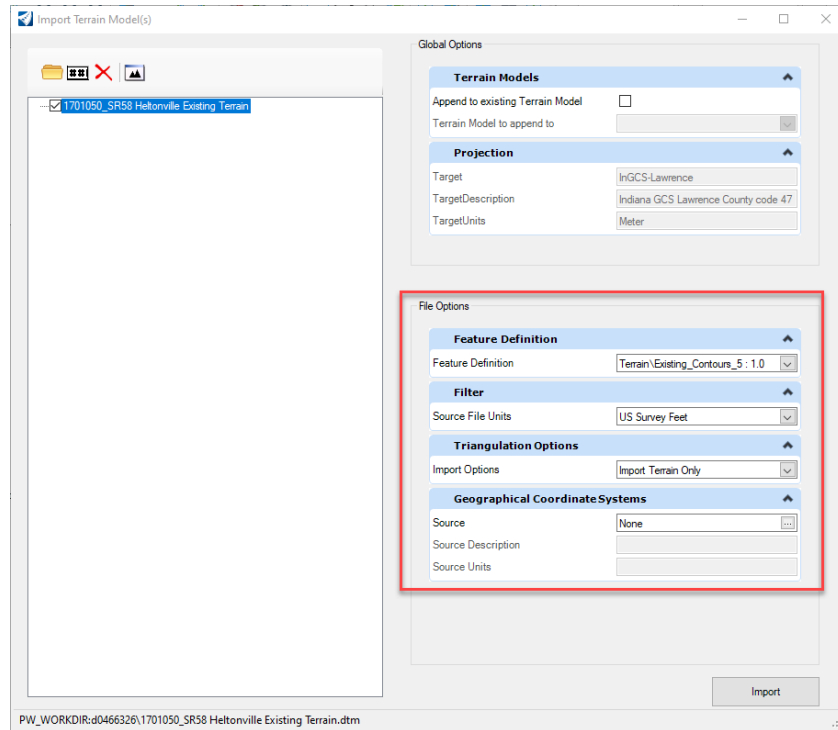 Import Terrain Model(s)
Global Options
1701050_SR58 Heltonville Existing Terrain
Terrain Models
Append to existing Terrain Model
Terrain Model to append to
Projection
Target InGCS-Lawrence
TargetDescription Indiana GCS Lawrence County code 47
TargetUnits Meter
File Options
Feature Definition
Feature Definition Terrain\Existing_Contours_5 : 1.0
Filter
Source File Units US Survey Feet
Triangulation Options
Import Options Import Terrain Only
Geographical Coordinate Systems
Source None ...
Source Description
Source Units
Import
PW_WORKDIR:d0466326\1701050_SR58 Heltonville Existing Terrain.dtm